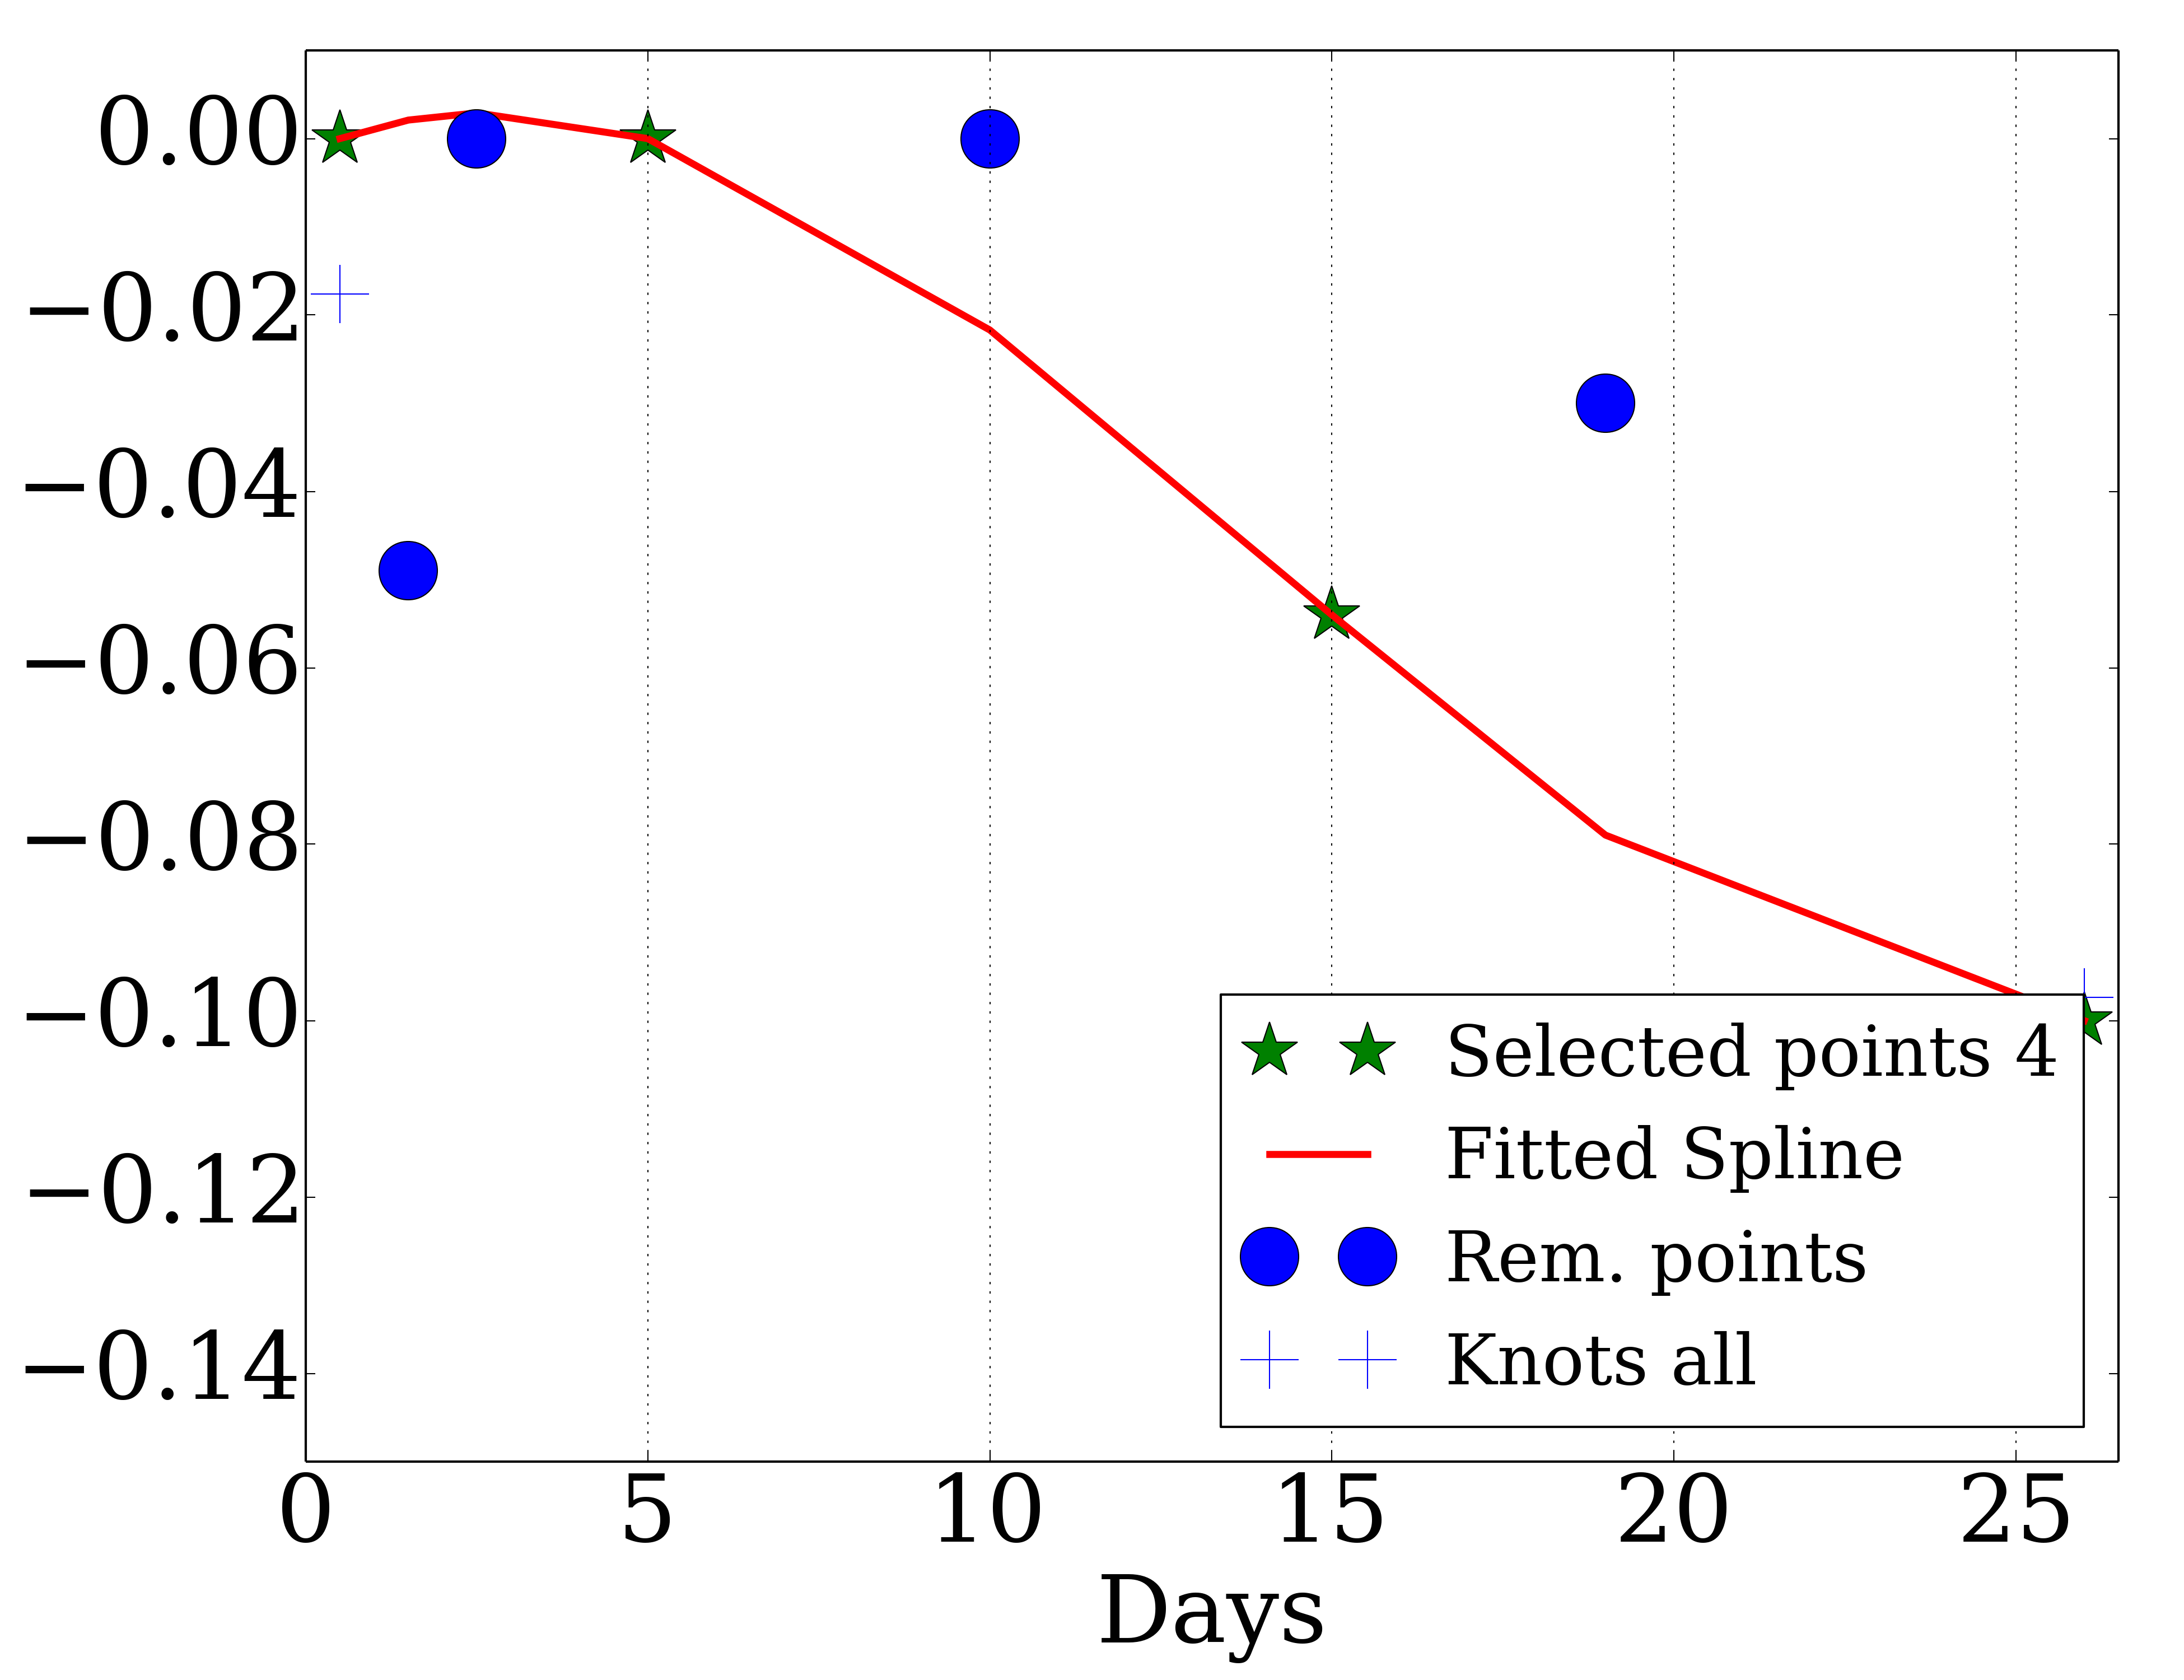 0.00
−0.02
−0.04
−0.06
−0.08
−0.10
−0.12
−0.14
Selected points 4
Fitted Spline
Rem. points
Knots all
0 5 10 15 20 25
Days